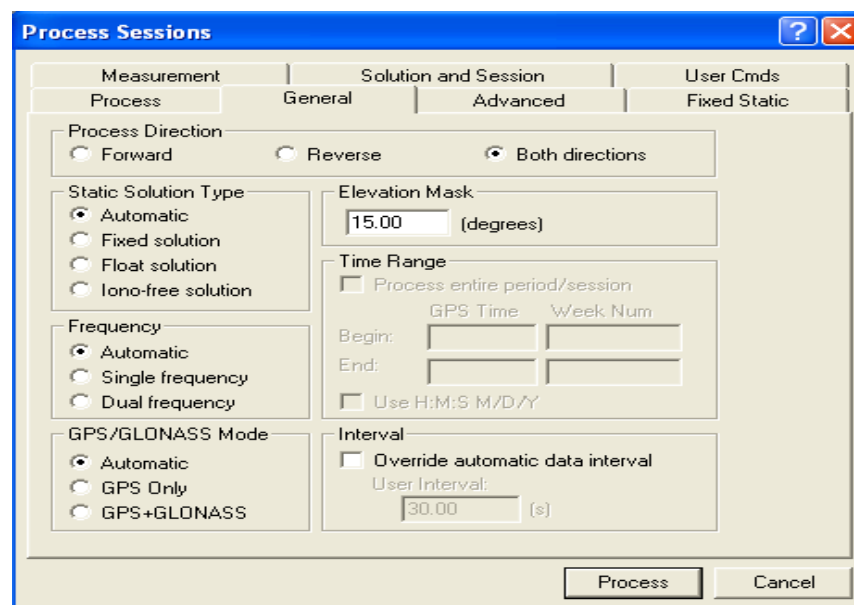 Process Sessions
Measurement Solution and Session User Cmds
Process General Advanced Fixed Static
Process Direction
Forward Reverse Both directions
Static Solution Type
Automatic
Fixed solution
Float solution
Iono-free solution
Elevation Mask
15.00 (degrees)
Time Range
Process entire period/session
GPS Time Week Num
Begin:
End:
Use H:M:S M/D/Y
Frequency
Automatic
Single frequency
Dual frequency
GPS/GLONASS Mode
Automatic
GPS Only
GPS+GLONASS
Interval
Override automatic data interval
User Interval:
30.00 (s)
Process Cancel